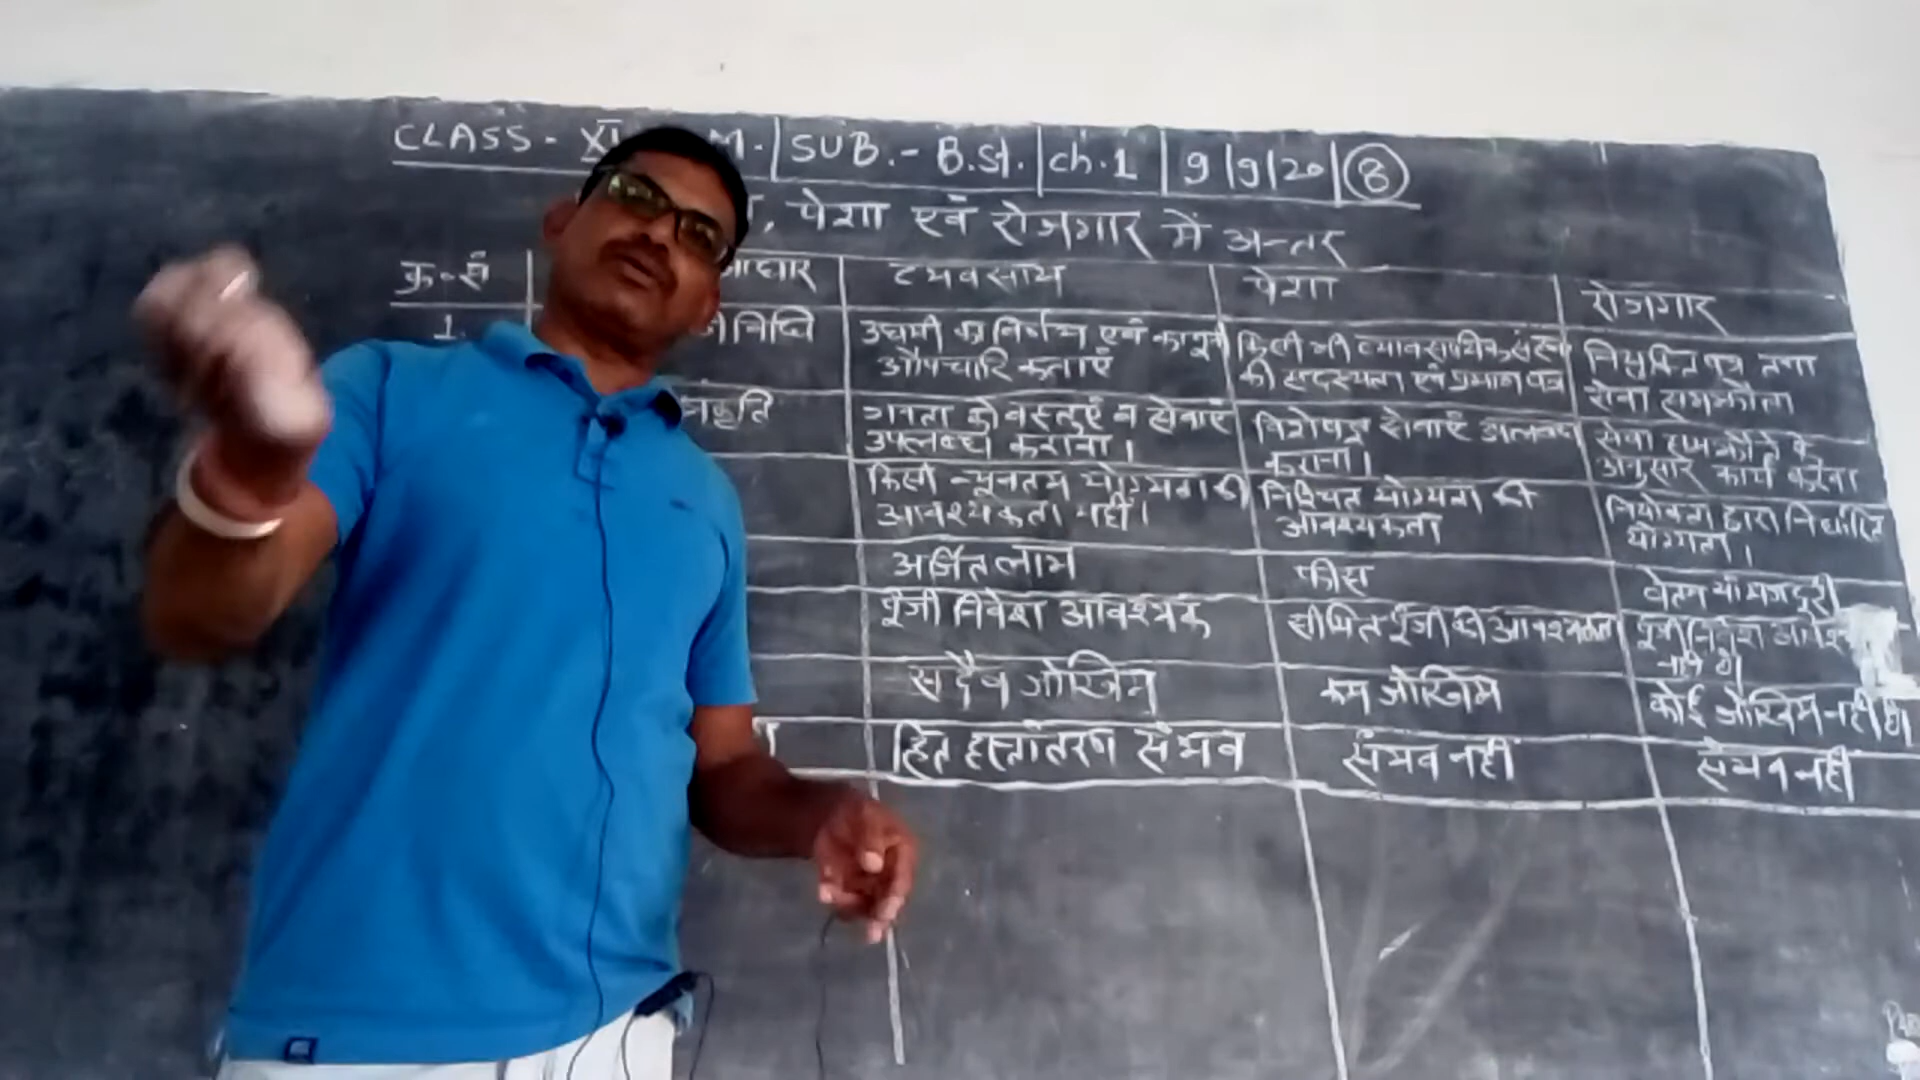 CLASS - XI M. | SUB. - B.St. | Ch. 1 | 9/9/20 | 8
, पेशा एवं रोजगार में अन्तर
क्र.सं आधार व्यवसाय पेशा रोजगार
1. विधि उद्यमी का निर्णय एवं कानूनी किसी भी व्यावसायिक संस्था नियुक्ति पत्र तथा
औपचारिकताएं की सदस्यता एवं प्रमाण पत्र सेवा समझौता
प्रकृति जनता को वस्तुएं व सेवाएं विशेषज्ञ सेवाएं उपलब्ध सेवा समझौते के
उपलब्ध कराना। कराना। अनुसार कार्य करना
किसी न्यूनतम योग्यता की निश्चित योग्यता की नियोक्ता द्वारा निर्धारित
आवश्यकता नहीं। आवश्यकता योग्यता।
अर्जित लाभ फीस वेतन या मजदूरी
पूंजी निवेश आवश्यक सीमित पूंजी की आवश्यकता पूंजी निवेश
सदैव जोखिम कम जोखिम कोई जोखिम नहीं है।
हित हस्तांतरण संभव संभव नहीं संभव नहीं